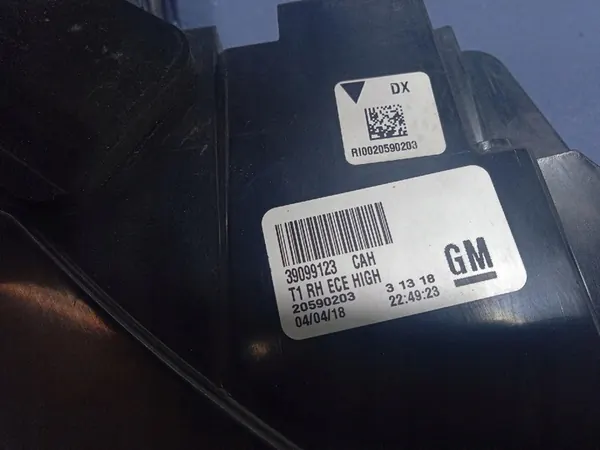 DX
RI0020590203
39099123 CAH
GM
T1 RH ECE HIGH
20590203 3 13 18
04/04/18 22:49:23